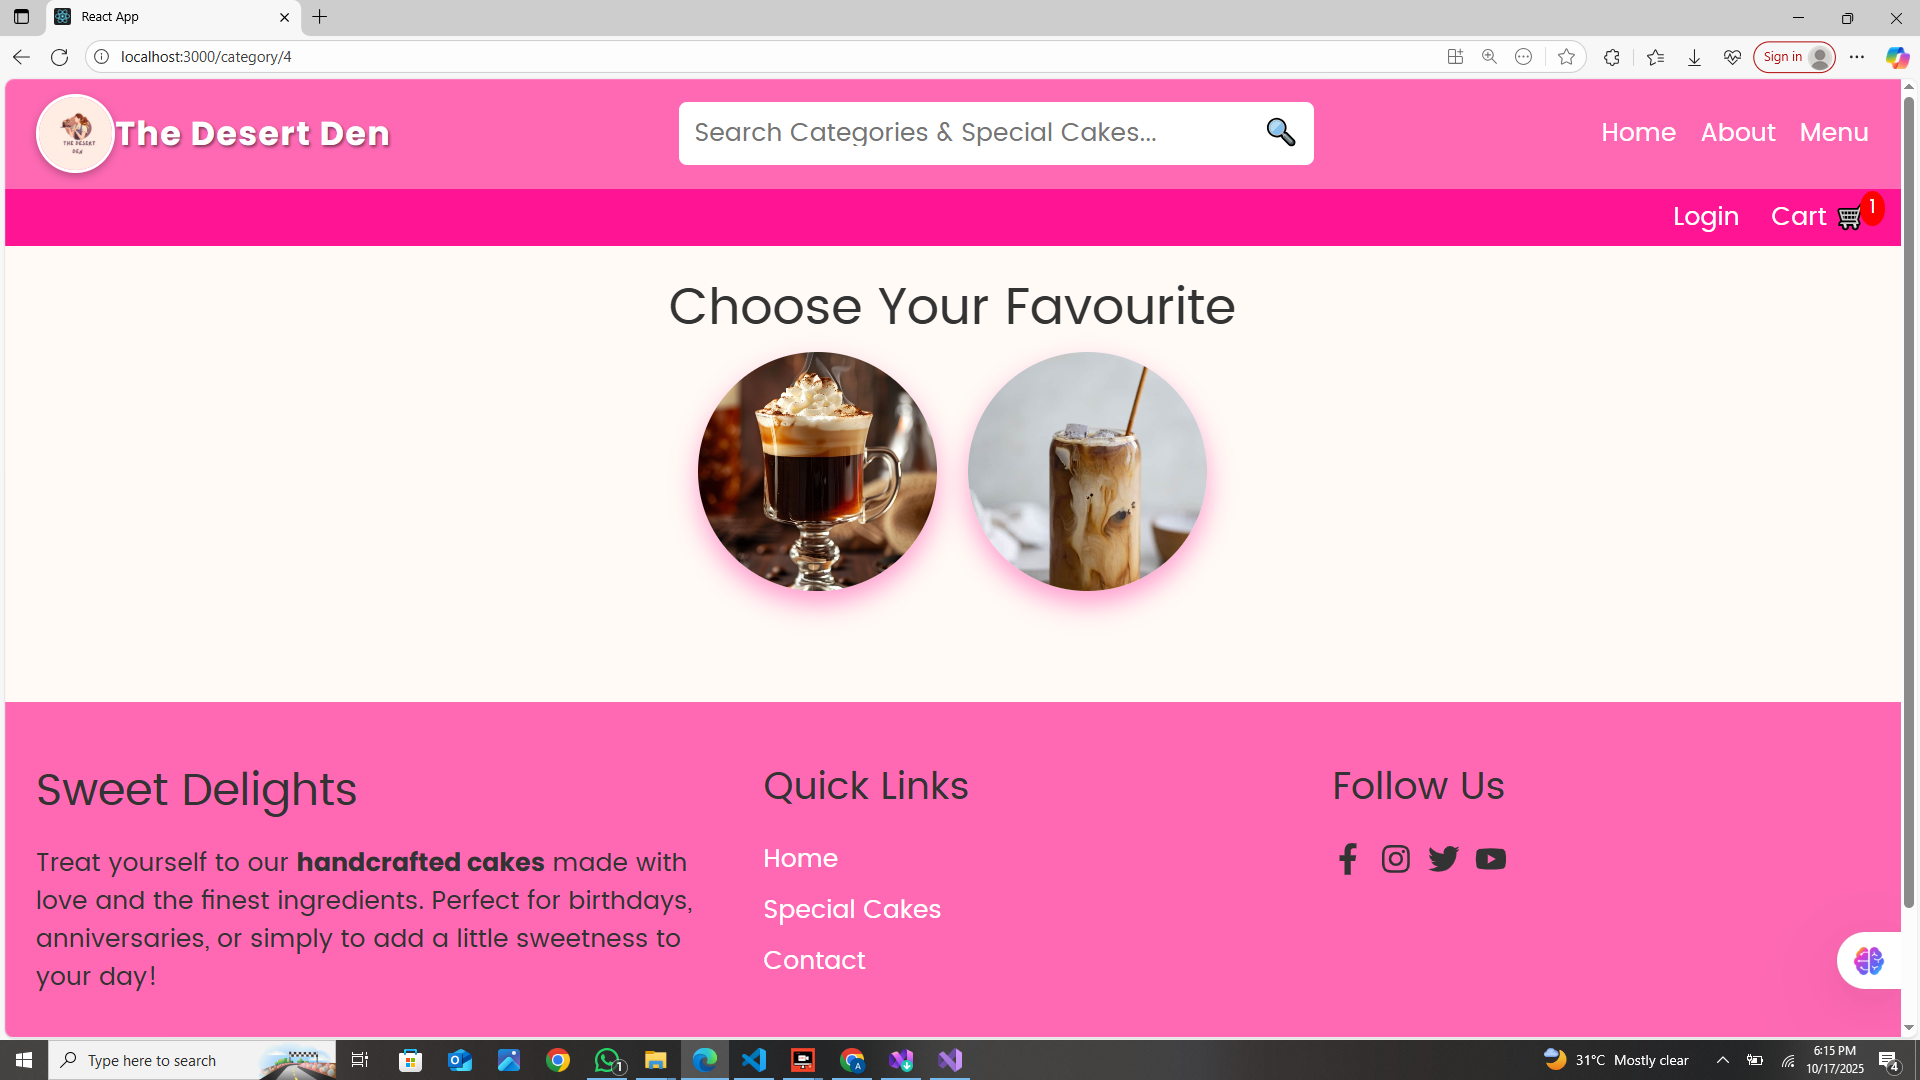 React App
localhost:3000/category/4
Sign in
THE DESART
DEN
The Desert Den
Search Categories & Special Cakes...
Home About Menu
Login Cart 1
Choose Your Favourite
Sweet Delights
Treat yourself to our handcrafted cakes made with
love and the finest ingredients. Perfect for birthdays,
anniversaries, or simply to add a little sweetness to
your day!
Quick Links
Home
Special Cakes
Contact
Follow Us
Type here to search
1
A
31°C Mostly clear
6:15 PM
10/17/2025
4